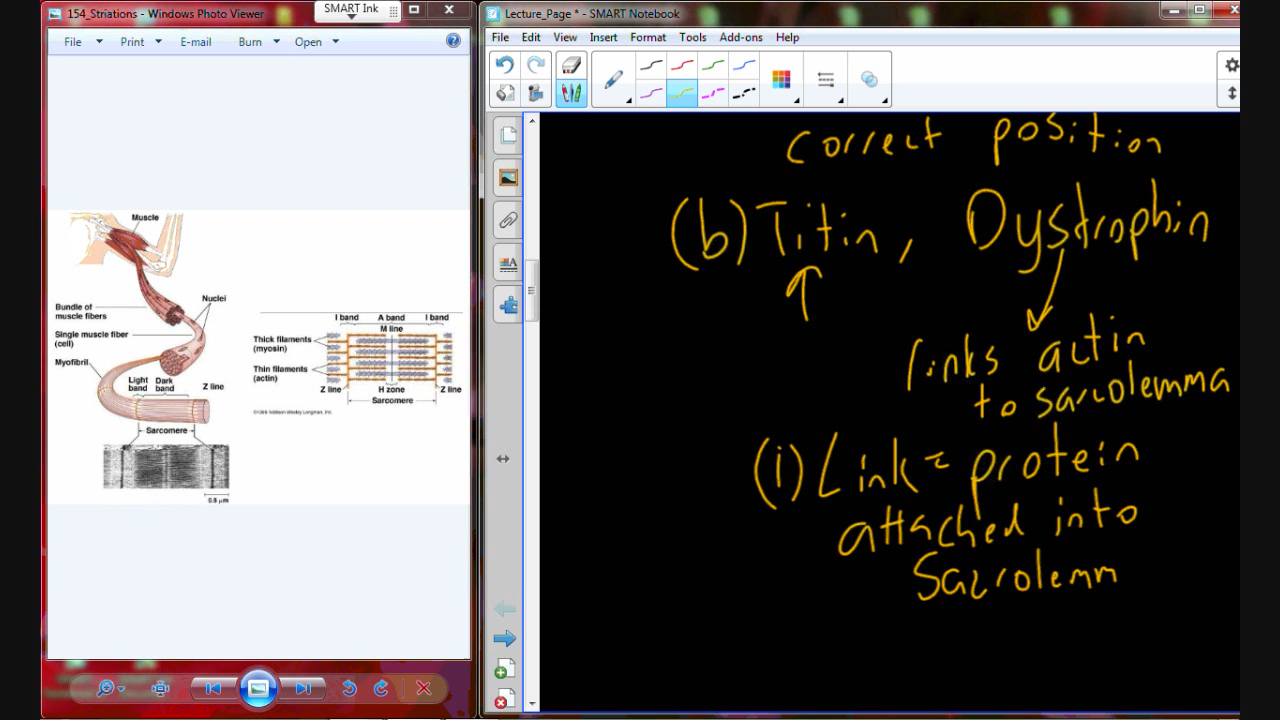 154_Striations - Windows Photo Viewer
SMART Ink
File Print E-mail Burn Open
Muscle
Nuclei
Bundle of
muscle fibers
Single muscle fiber
(cell)
Myofibril
Light
band
Dark
band
Z line
Sarcomere
0.5 μm
I band A band I band
M line
Thick filaments
(myosin)
Thin filaments
(actin)
Z line H zone Z line
Sarcomere
Lecture_Page * - SMART Notebook
File Edit View Insert Format Tools Add-ons Help
correct position
(b) Titin, Dystrophin
links actin
to sarcolemma
(i) Link = protein
attached into
Sarcolemm